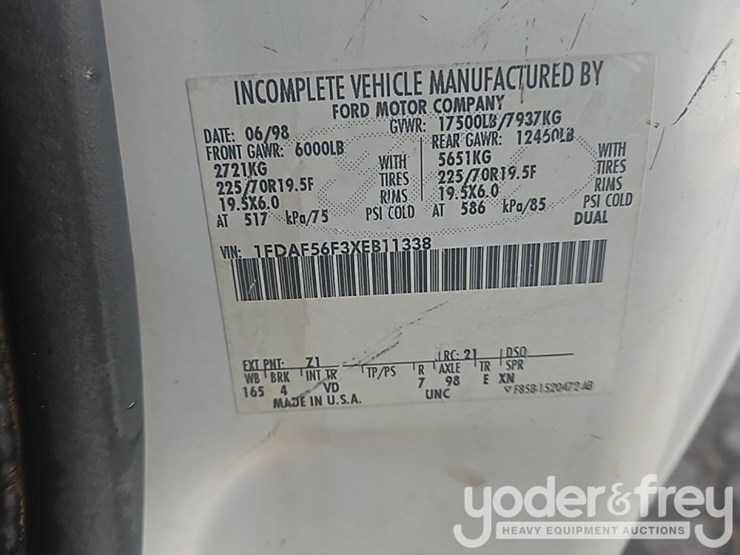 INCOMPLETE VEHICLE MANUFACTURED BY
FORD MOTOR COMPANY
DATE: 06/98 GVWR: 17500LB/7937KG
FRONT GAWR: 6000LB REAR GAWR: 12460LB
2721KG WITH 5651KG WITH
225/70R19.5F TIRES 225/70R19.5F TIRES
19.5X6.0 RIMS 19.5X6.0 RIMS
AT 517 kPa/75 PSI COLD AT 586 kPa/85 PSI COLD
DUAL
VIN: 1FDAF56F3XEB11338
EXT PNT: Z1 RC: 21 DSO
WB BRK INT TR TP/PS R AXLE TR SPR
165 4 VD 7 98 E XN
MADE IN U.S.A. UNC F85B-1520472-AB
yoder&frey
HEAVY EQUIPMENT AUCTIONS